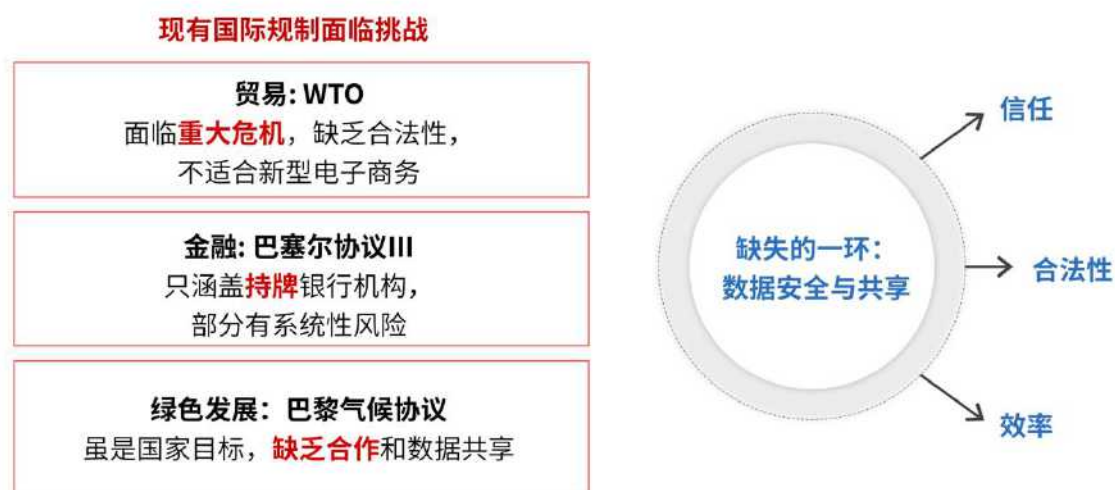 现有国际规制面临挑战
贸易: WTO
面临重大危机，缺乏合法性，
不适合新型电子商务
金融: 巴塞尔协议III
只涵盖持牌银行机构，
部分有系统性风险
绿色发展：巴黎气候协议
虽是国家目标，缺乏合作和数据共享
缺失的一环：
数据安全与共享
信任
合法性
效率